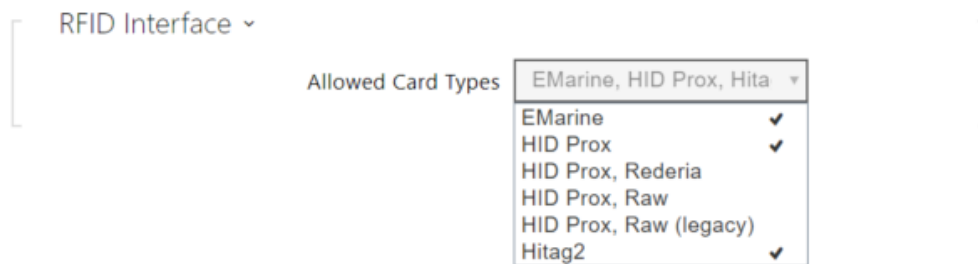 RFID Interface
Allowed Card Types EMarine, HID Prox, Hita
EMarine
HID Prox
HID Prox, Rederia
HID Prox, Raw
HID Prox, Raw (legacy)
Hitag2